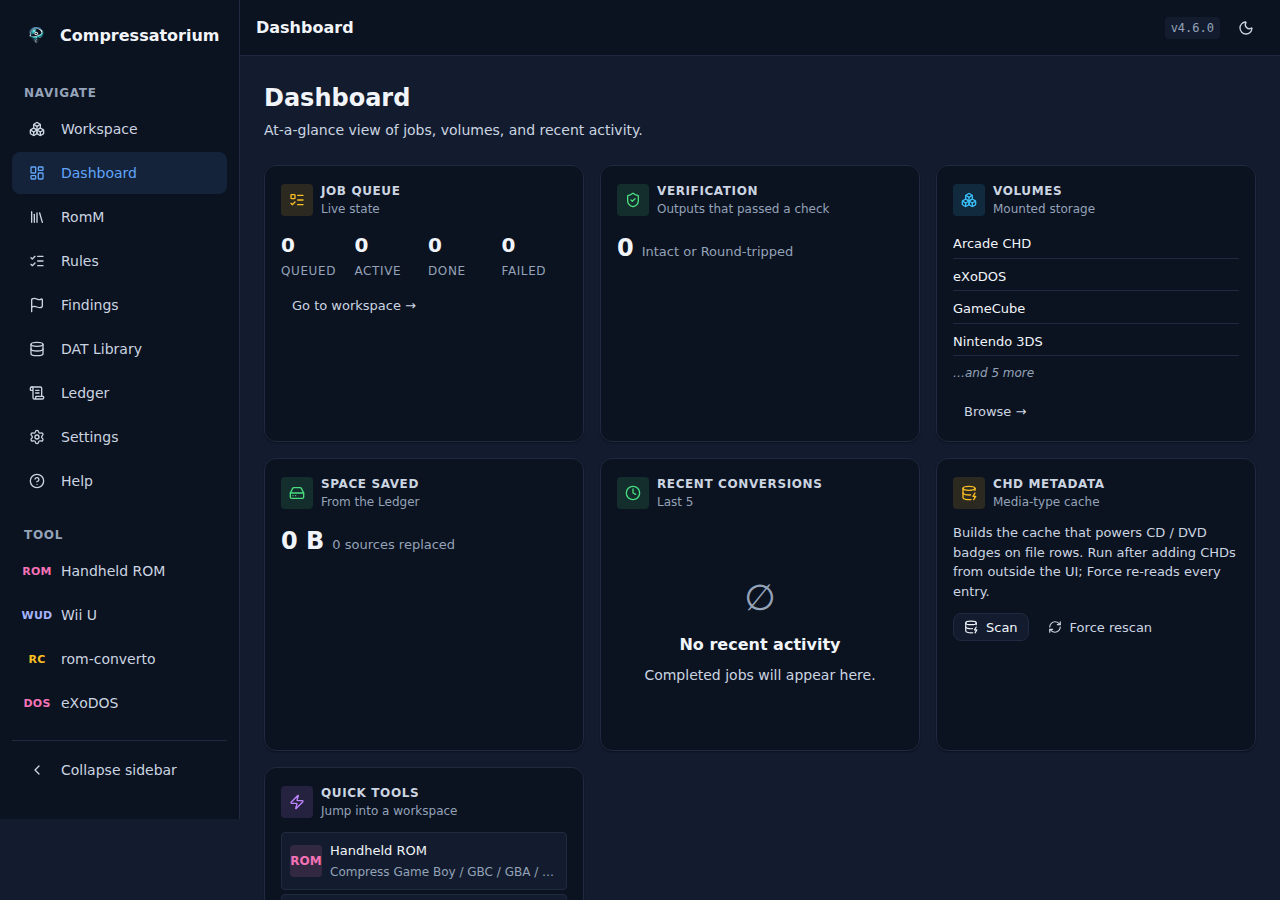 Compressatorium
NAVIGATE
Workspace
Dashboard
RomM
Rules
Findings
DAT Library
Ledger
Settings
Help
TOOL
ROM Handheld ROM
WUD Wii U
RC rom-converto
DOS eXoDOS
Collapse sidebar
Dashboard
v4.6.0
Dashboard
At-a-glance view of jobs, volumes, and recent activity.
JOB QUEUE
Live state
0 0 0 0
QUEUED ACTIVE DONE FAILED
Go to workspace →
VERIFICATION
Outputs that passed a check
0 Intact or Round-tripped
VOLUMES
Mounted storage
Arcade CHD
eXoDOS
GameCube
Nintendo 3DS
…and 5 more
Browse →
SPACE SAVED
From the Ledger
0 B 0 sources replaced
RECENT CONVERSIONS
Last 5
∅
No recent activity
Completed jobs will appear here.
CHD METADATA
Media-type cache
Builds the cache that powers CD / DVD
badges on file rows. Run after adding CHDs
from outside the UI; Force re-reads every
entry.
Scan Force rescan
QUICK TOOLS
Jump into a workspace
ROM Handheld ROM
Compress Game Boy / GBC / GBA / …